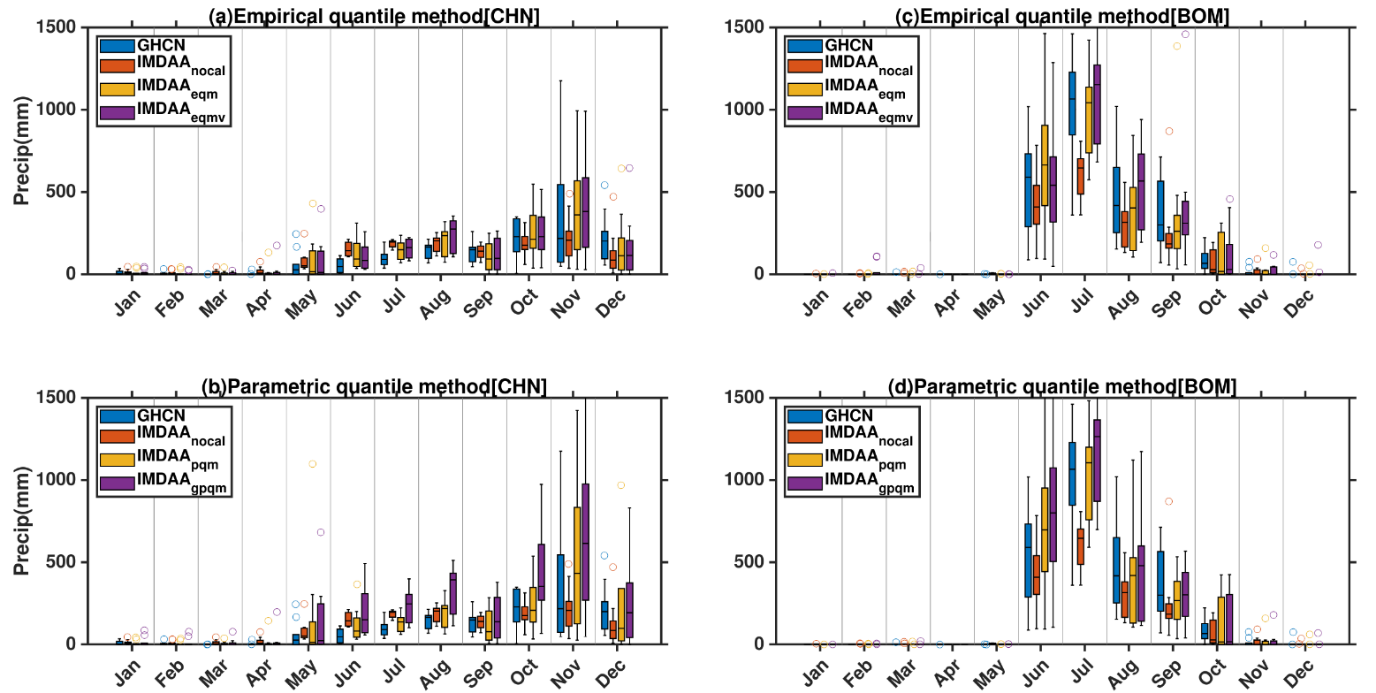 (a)Empirical quantile method[CHN]
Precip(mm)
1500
1000
500
0
GHCN
IMDAAnocal
IMDAAeqm
IMDAAeqmv
Jan Feb Mar Apr May Jun Jul Aug Sep Oct Nov Dec
(c)Empirical quantile method[BOM]
1500
1000
500
0
GHCN
IMDAAnocal
IMDAAeqm
IMDAAeqmv
Jan Feb Mar Apr May Jun Jul Aug Sep Oct Nov Dec
(b)Parametric quantile method[CHN]
Precip(mm)
1500
1000
500
0
GHCN
IMDAAnocal
IMDAApqm
IMDAAgpqm
Jan Feb Mar Apr May Jun Jul Aug Sep Oct Nov Dec
(d)Parametric quantile method[BOM]
1500
1000
500
0
GHCN
IMDAAnocal
IMDAApqm
IMDAAgpqm
Jan Feb Mar Apr May Jun Jul Aug Sep Oct Nov Dec